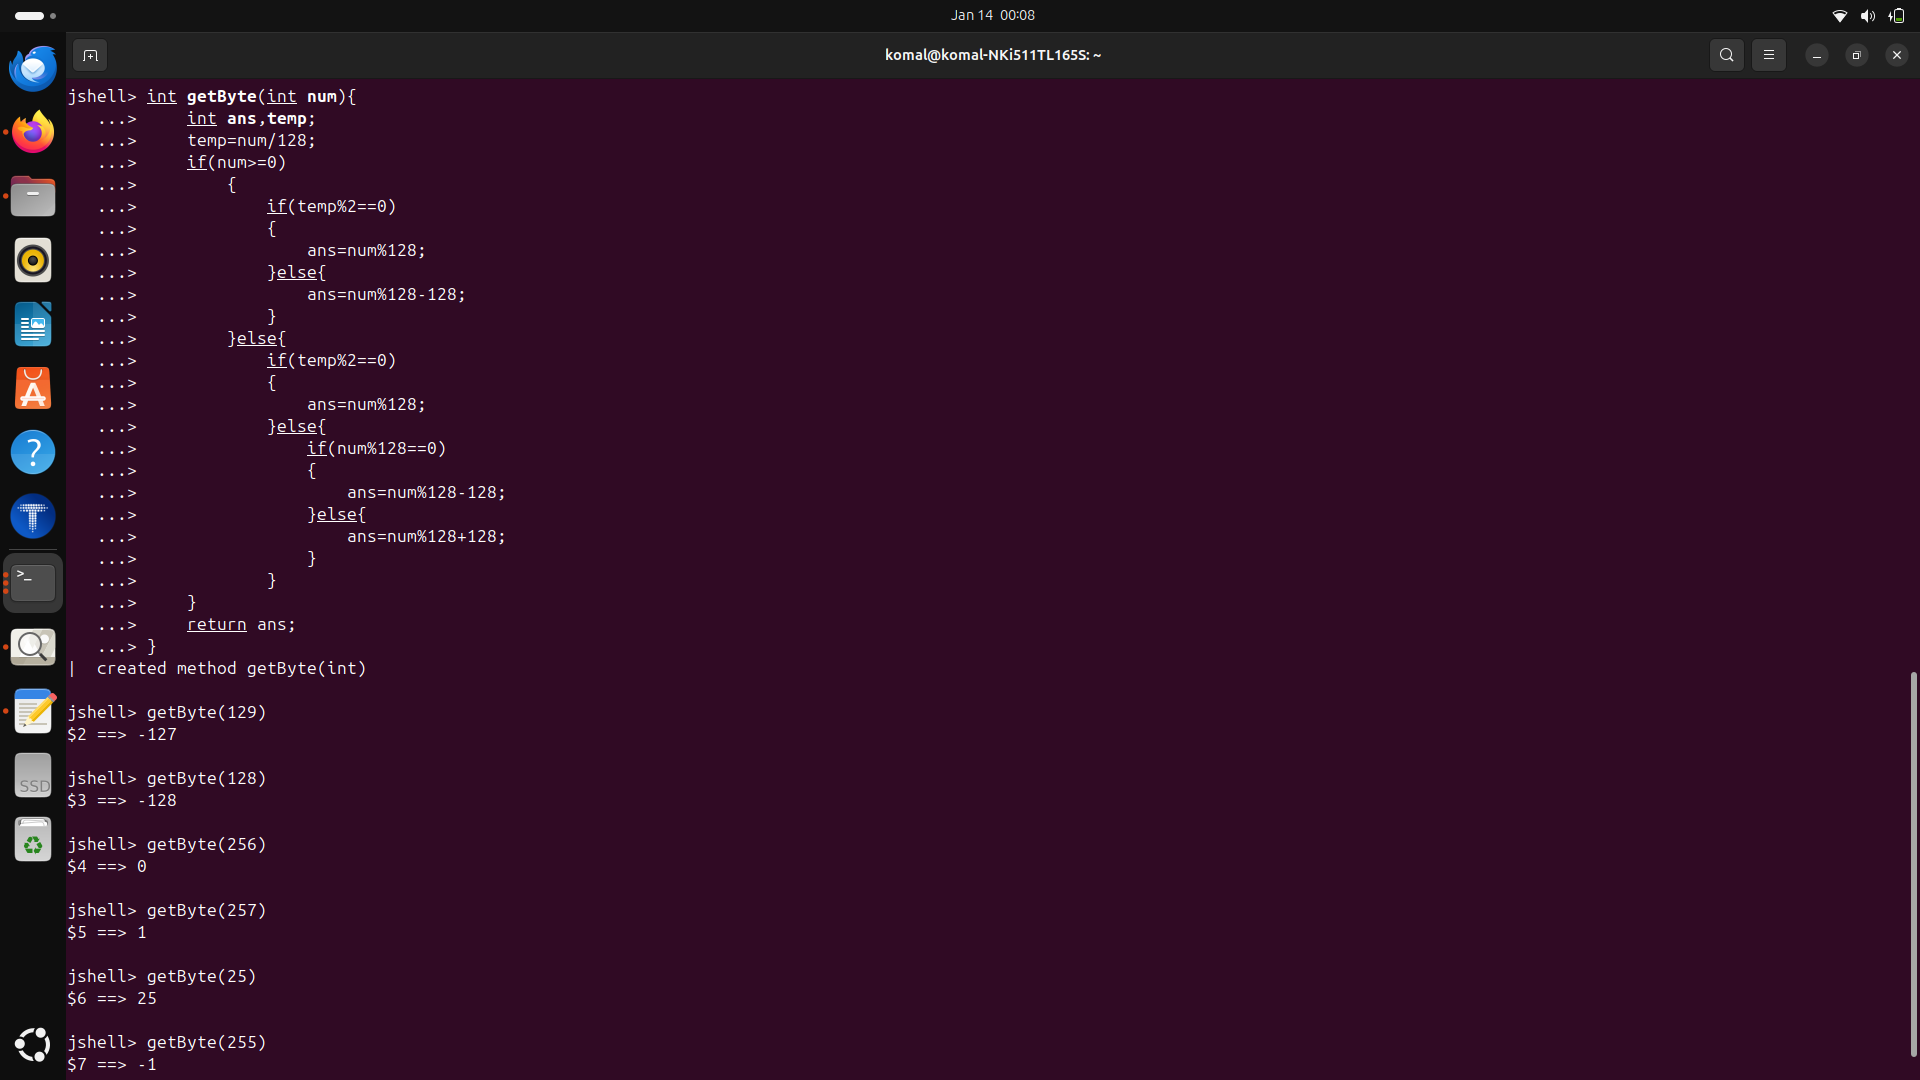 Jan 14 00:08
komal@komal-NKi511TL165S: ~
jshell> int getByte(int num){
   ...>     int ans,temp;
   ...>     temp=num/128;
   ...>     if(num>=0)
   ...>         {
   ...>             if(temp%2==0)
   ...>             {
   ...>                 ans=num%128;
   ...>             }else{
   ...>                 ans=num%128-128;
   ...>             }
   ...>         }else{
   ...>             if(temp%2==0)
   ...>             {
   ...>                 ans=num%128;
   ...>             }else{
   ...>                 if(num%128==0)
   ...>                 {
   ...>                     ans=num%128-128;
   ...>                 }else{
   ...>                     ans=num%128+128;
   ...>                 }
   ...>             }
   ...>     }
   ...>     return ans;
   ...> }
|  created method getByte(int)
jshell> getByte(129)
$2 ==> -127
jshell> getByte(128)
$3 ==> -128
jshell> getByte(256)
$4 ==> 0
jshell> getByte(257)
$5 ==> 1
jshell> getByte(25)
$6 ==> 25
jshell> getByte(255)
$7 ==> -1
SSD